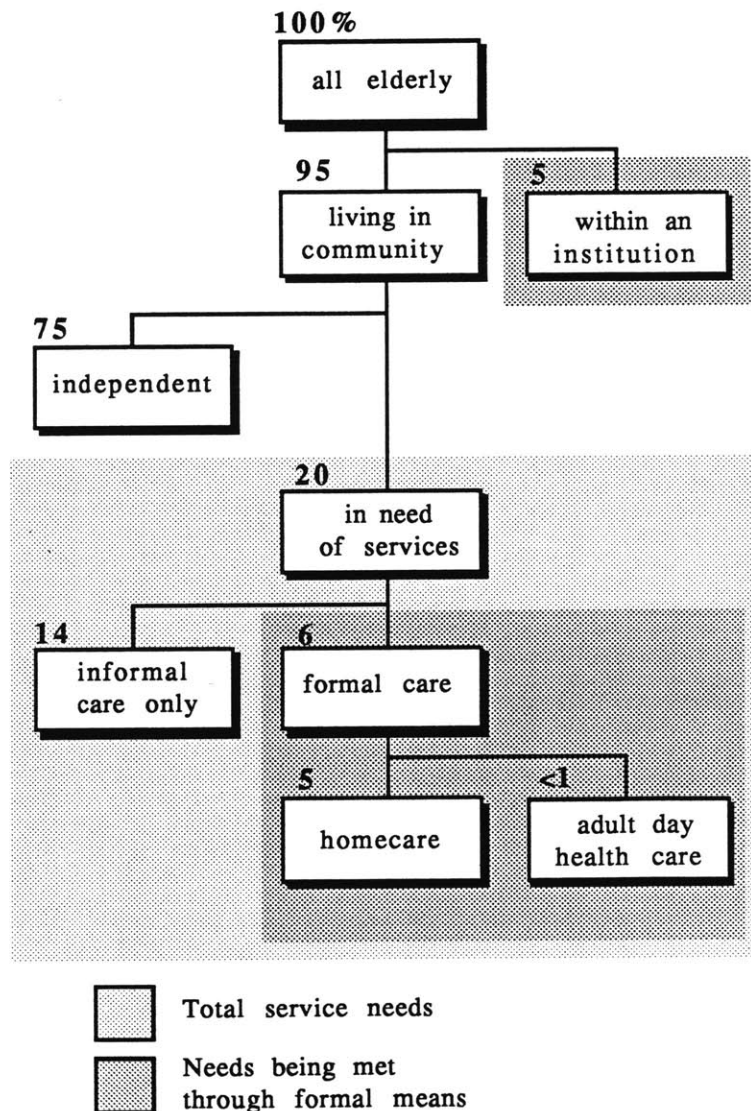 100%
all elderly
95
living in
community
5
within an
institution
75
independent
20
in need
of services
14
informal
care only
6
formal care
5
homecare
<1
adult day
health care
Total service needs
Needs being met
through formal means